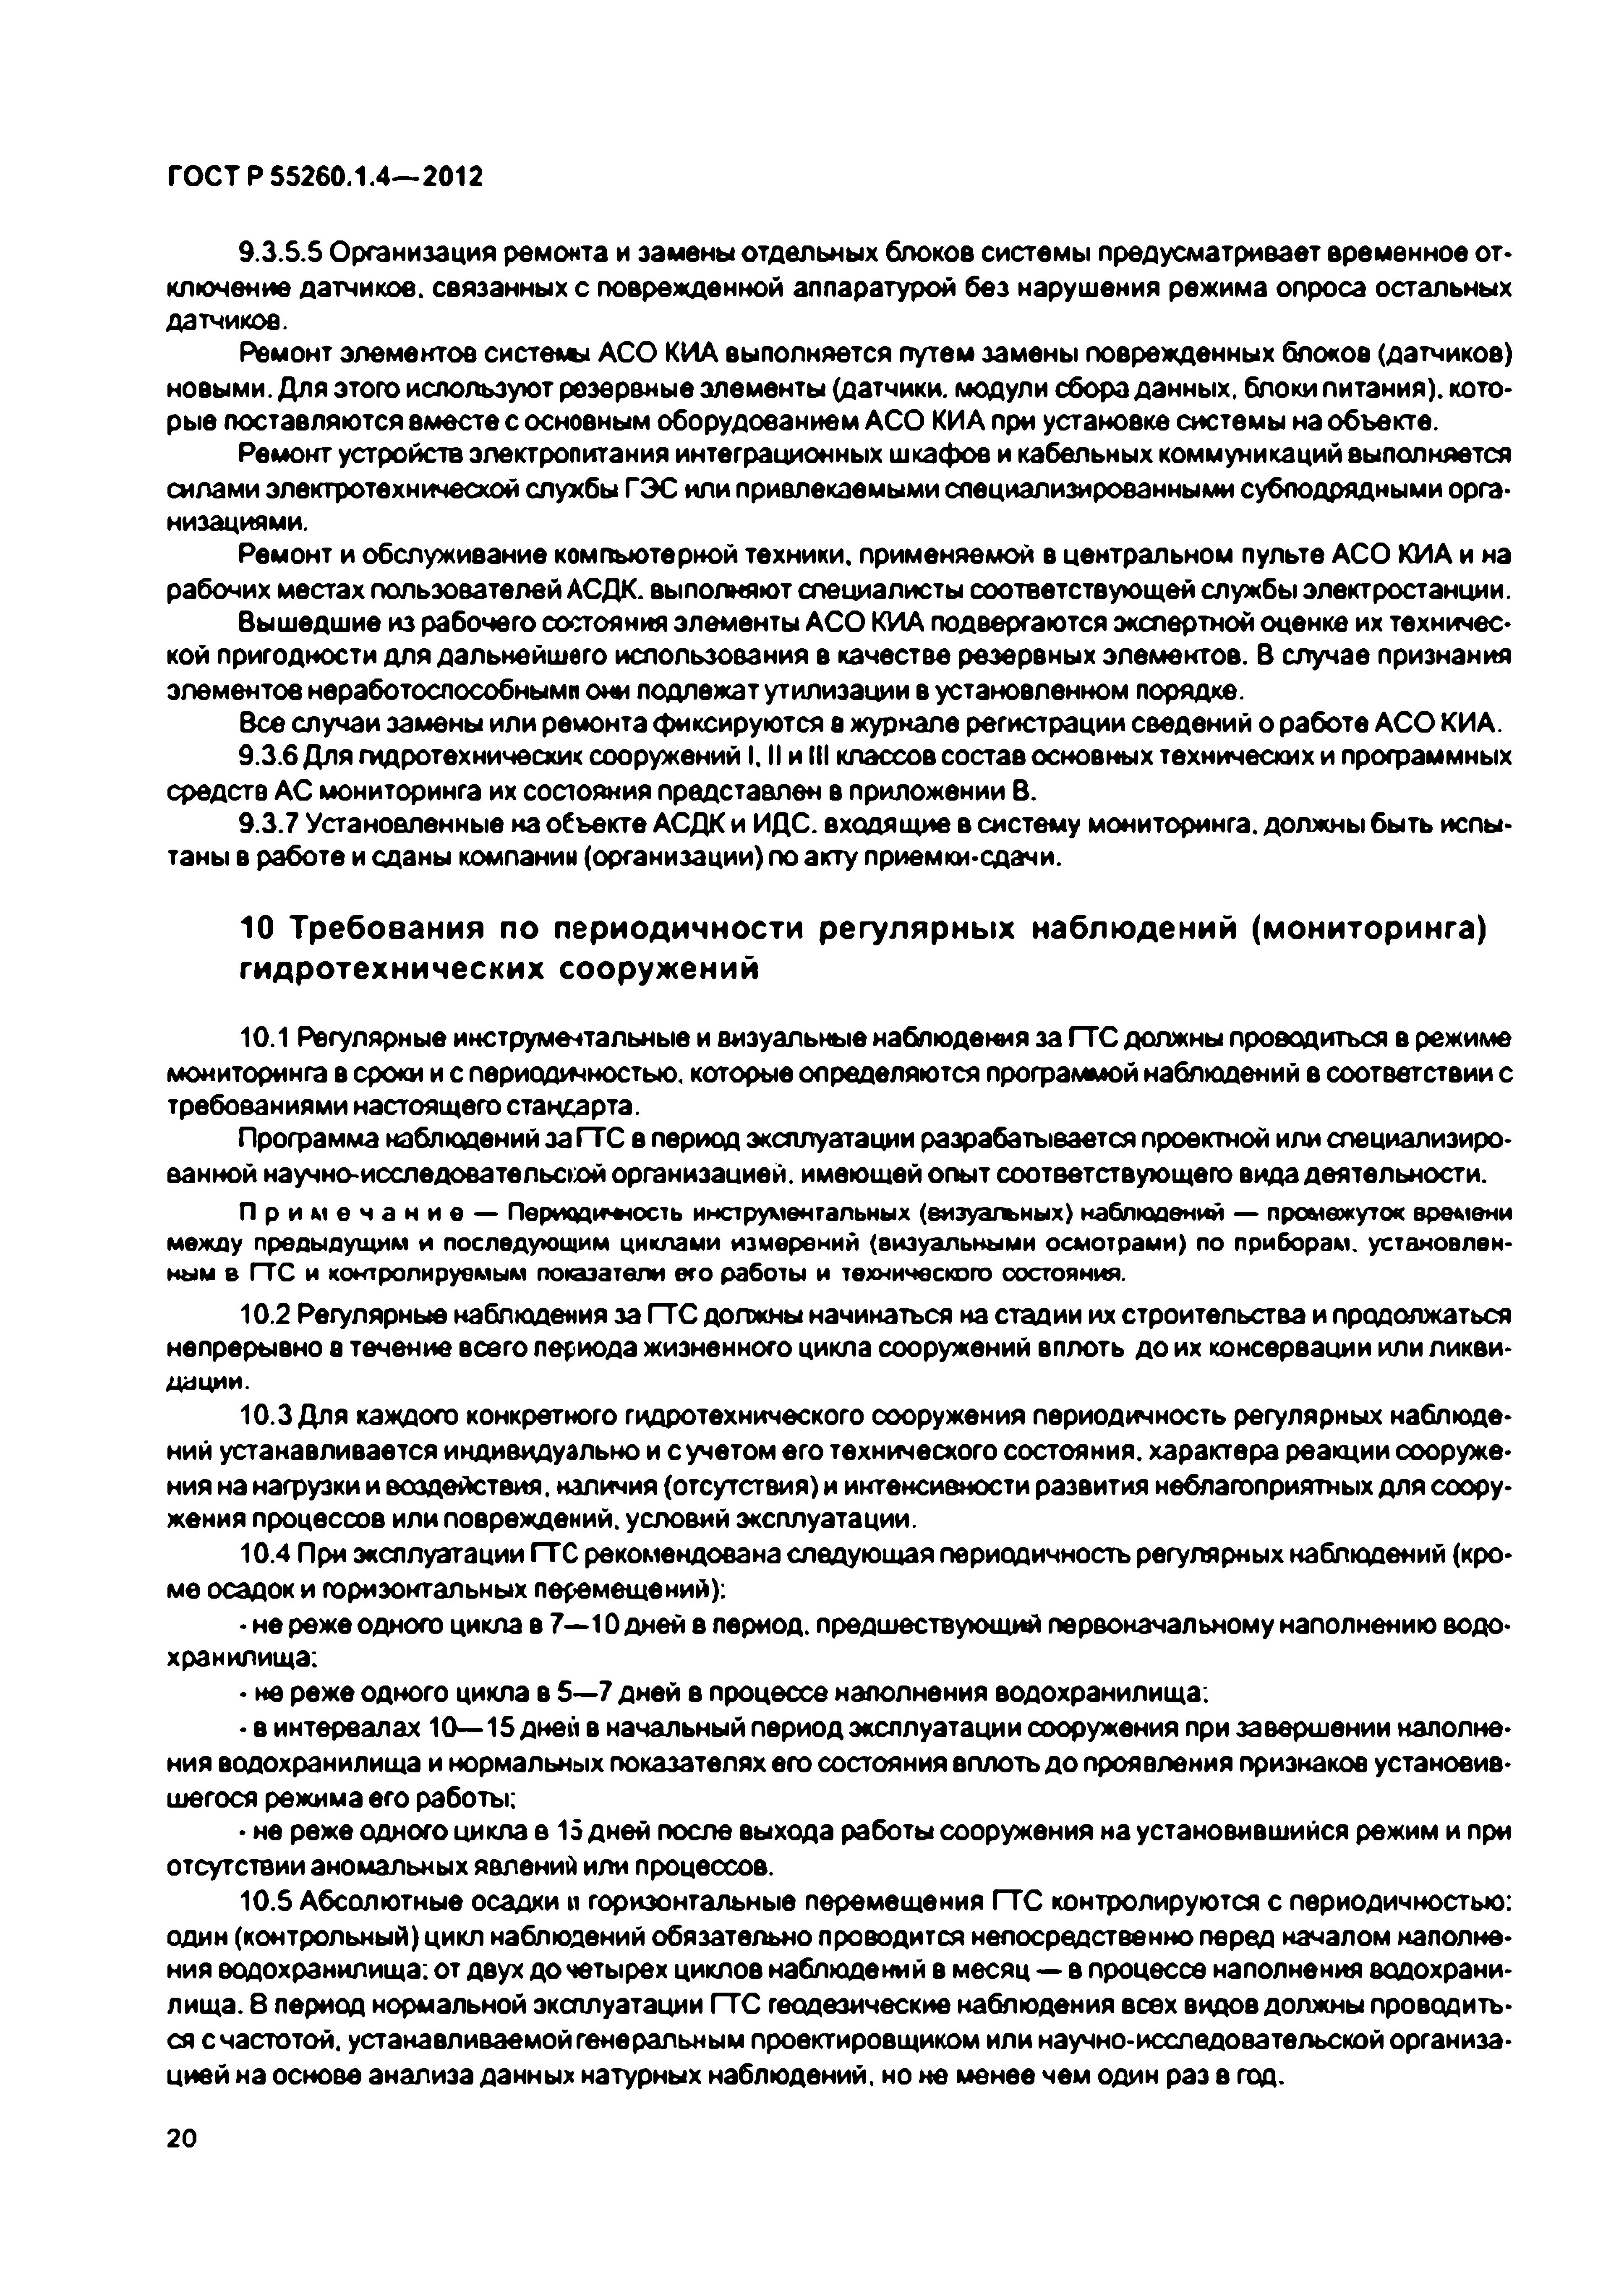 ГОСТ Р 55260.1.4—2012
9.3.5.5 Организация ремонта и замены отдельных блоков системы предусматривает временное от-
ключение датчиков, связанных с поврежденной аппаратурой без нарушения режима опроса остальных
датчиков.
Ремонт элементов системы АСО КИА выполняется путем замены поврежденных блоков (датчиков)
новыми. Для этого используют резервные элементы (датчики, модули сбора данных, блоки питания), кото-
рые поставляются вместе с основным оборудованием АСО КИА при установке системы на объекте.
Ремонт устройств электропитания интеграционных шкафов и кабельных коммуникаций выполняется
силами электротехнической службы ГЭС или привлекаемыми специализированными субподрядными орга-
низациями.
Ремонт и обслуживание компьютерной техники, применяемой в центральном пульте АСО КИА и на
рабочих местах пользователей АСДК, выполняют специалисты соответствующей службы электростанции.
Вышедшие из рабочего состояния элементы АСО КИА подвергаются экспертной оценке их техничес-
кой пригодности для дальнейшего использования в качестве резервных элементов. В случае признания
элементов неработоспособными они подлежат утилизации в установленном порядке.
Все случаи замены или ремонта фиксируются в журнале регистрации сведений о работе АСО КИА.
9.3.6 Для гидротехнических сооружений I, II и III классов состав основных технических и программных
средств АС мониторинга их состояния представлен в приложении В.
9.3.7 Установленные на объекте АСДК и ИДС, входящие в систему мониторинга, должны быть испы-
таны в работе и сданы компании (организации) по акту приемки-сдачи.
10 Требования по периодичности регулярных наблюдений (мониторинга)
гидротехнических сооружений
10.1 Регулярные инструментальные и визуальные наблюдения за ГТС должны проводиться в режиме
мониторинга в сроки и с периодичностью, которые определяются программой наблюдений в соответствии с
требованиями настоящего стандарта.
Программа наблюдений за ГТС в период эксплуатации разрабатывается проектной или специализиро-
ванной научно-исследовательской организацией, имеющей опыт соответствующего вида деятельности.
Примечание — Периодичность инструментальных (визуальных) наблюдений — промежуток времени
между предыдущим и последующим циклами измерений (визуальными осмотрами) по приборам, установлен-
ным в ГТС и контролируемым показатели его работы и технического состояния.
10.2 Регулярные наблюдения за ГТС должны начинаться на стадии их строительства и продолжаться
непрерывно в течение всего периода жизненного цикла сооружений вплоть до их консервации или ликви-
дации.
10.3 Для каждого конкретного гидротехнического сооружения периодичность регулярных наблюде-
ний устанавливается индивидуально и с учетом его технического состояния, характера реакции сооруже-
ния на нагрузки и воздействия, наличия (отсутствия) и интенсивности развития неблагоприятных для соору-
жения процессов или повреждений, условий эксплуатации.
10.4 При эксплуатации ГТС рекомендована следующая периодичность регулярных наблюдений (кро-
ме осадок и горизонтальных перемещений):
- не реже одного цикла в 7—10 дней в период, предшествующий первоначальному наполнению водо-
хранилища;
- не реже одного цикла в 5—7 дней в процессе наполнения водохранилища;
- в интервалах 10—15 дней в начальный период эксплуатации сооружения при завершении наполне-
ния водохранилища и нормальных показателях его состояния вплоть до проявления признаков установив-
шегося режима его работы;
- не реже одного цикла в 15 дней после выхода работы сооружения на установившийся режим и при
отсутствии аномальных явлений или процессов.
10.5 Абсолютные осадки и горизонтальные перемещения ГТС контролируются с периодичностью:
один (контрольный) цикл наблюдений обязательно проводится непосредственно перед началом наполне-
ния водохранилища; от двух до четырех циклов наблюдений в месяц — в процессе наполнения водохрани-
лища. В период нормальной эксплуатации ГТС геодезические наблюдения всех видов должны проводить-
ся с частотой, устанавливаемой генеральным проектировщиком или научно-исследовательской организа-
цией на основе анализа данных натурных наблюдений, но не менее чем один раз в год.
20